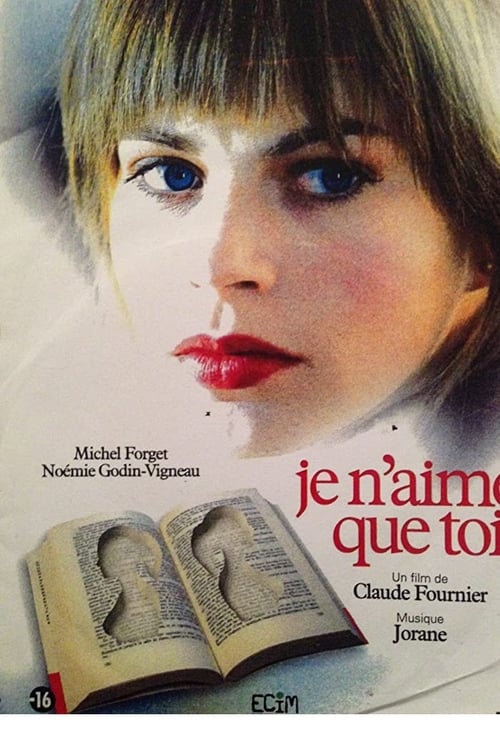 Michel Forget
Noémie Godin-Vigneau
je n'aime
que toi
Un film de
Claude Fournier
Musique
Jorane
-16
ECiM